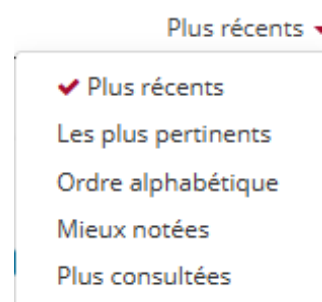 Plus récents
Plus récents
Les plus pertinents
Ordre alphabétique
Mieux notées
Plus consultées